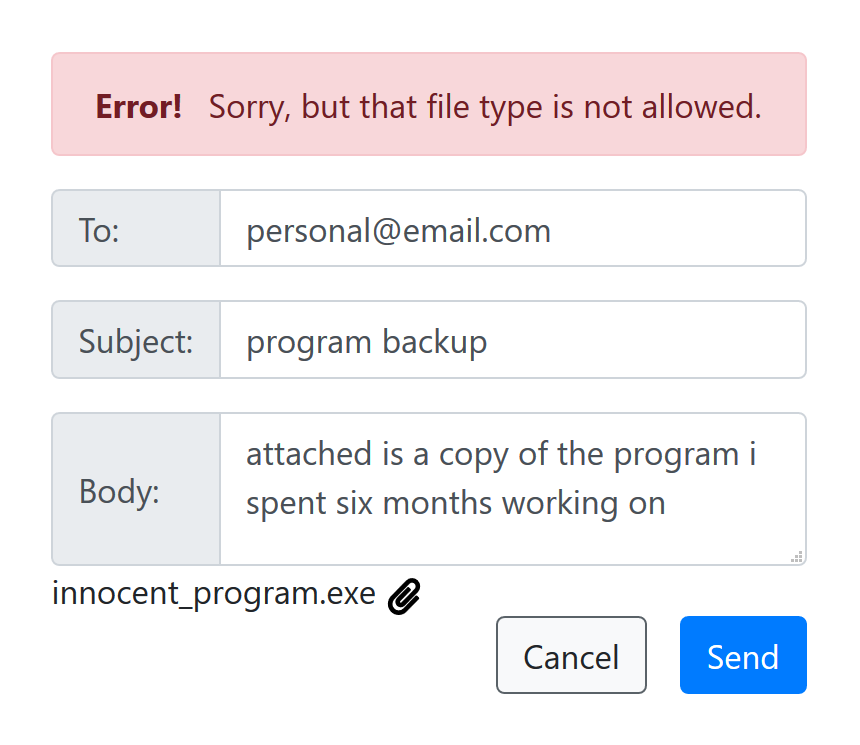 Error! Sorry, but that file type is not allowed.
To: personal@email.com
Subject: program backup
Body: attached is a copy of the program i
spent six months working on
innocent_program.exe
Cancel Send